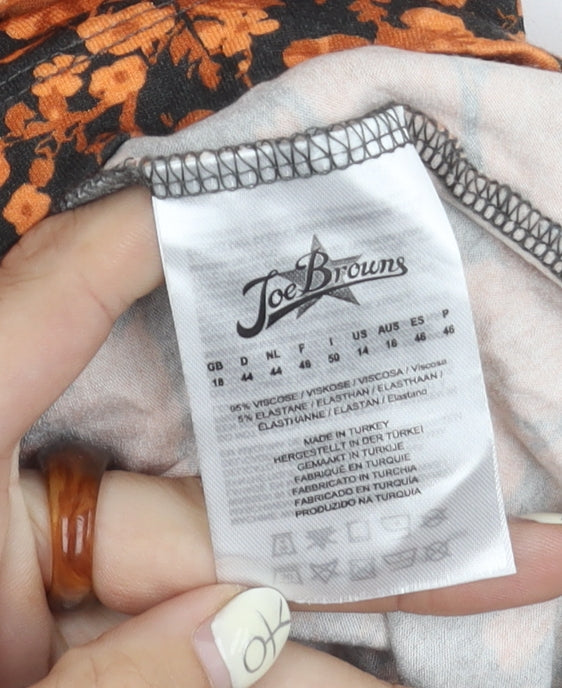 Joe Browns
GB D NL F I US AUS ES P
18 44 44 46 50 14 18 46 46
95% VISCOSE / VISKOSE / VISCOSA / Viscosa
5% ELASTANE / ELASTHAN / ELASTHAAN /
ÉLASTHANNE / ELASTAN / Elastano
MADE IN TURKEY
HERGESTELLT IN DER TÜRKEI
GEMAAKT IN TURKIJE
FABRIQUÉ EN TURQUIE
FABBRICATO IN TURCHIA
FABRICADO EN TURQUÍA
PRODUZIDO NA TURQUIA
OK